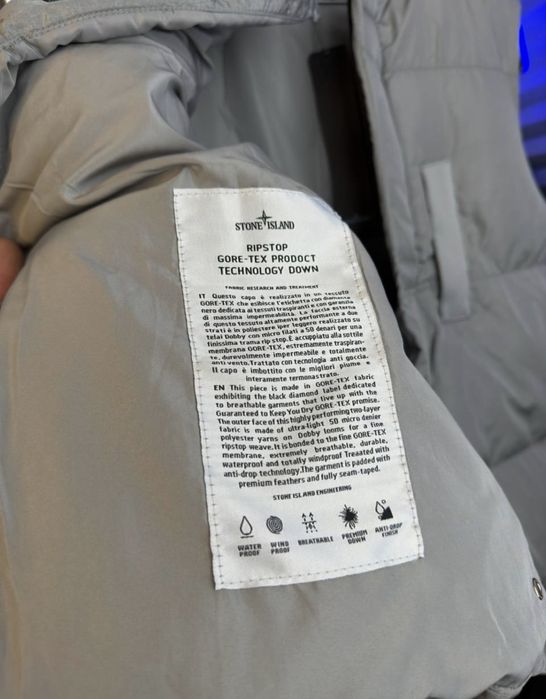 STONE ISLAND
RIPSTOP
GORE-TEX PRODUCT
TECHNOLOGY DOWN
FABRIC RESEARCH AND TREATMENT
IT Questo capo è realizzato in un tessuto
GORE-TEX che esibisce l'etichetta con diamante
nero dedicata ai tessuti traspiranti e con garanzia
di massima impermeabilità. La faccia esterna
di questo tessuto altamente performante a due
strati è in poliestere iper leggero realizzato su
telai Dobby con micro filati a 50 denari per una
finissima trama rip stop. È accuppiato alla sottile
membrana GORE-TEX, estremamente traspiran-
te, durevolmente impermeabile e totalmente
anti vento. Trattato con tecnologia anti goccia.
Il capo è imbottito con le migliori piume e
interamente termonastrato.
EN This piece is made in GORE-TEX fabric
exhibiting the black diamond label dedicated
to breathable garments that live up with the
Guaranteed to Keep You Dry GORE-TEX promise.
The outer face of this highly performing two-layer
fabric is made of ultra-light 50 micro denier
polyester yarns on Dobby looms for a fine
ripstop weave. It is bonded to the fine GORE-TEX
membrane, extremely breathable, durable,
waterproof and totally windproof Treaated with
anti-drop technology.The garment is padded with
premium feathers and fully seam-taped.
STONE ISLAND ENGINEERING
WATER PROOF
WIND PROOF
BREATHABLE
PREMIUM DOWN
ANTI-DROP FINISH